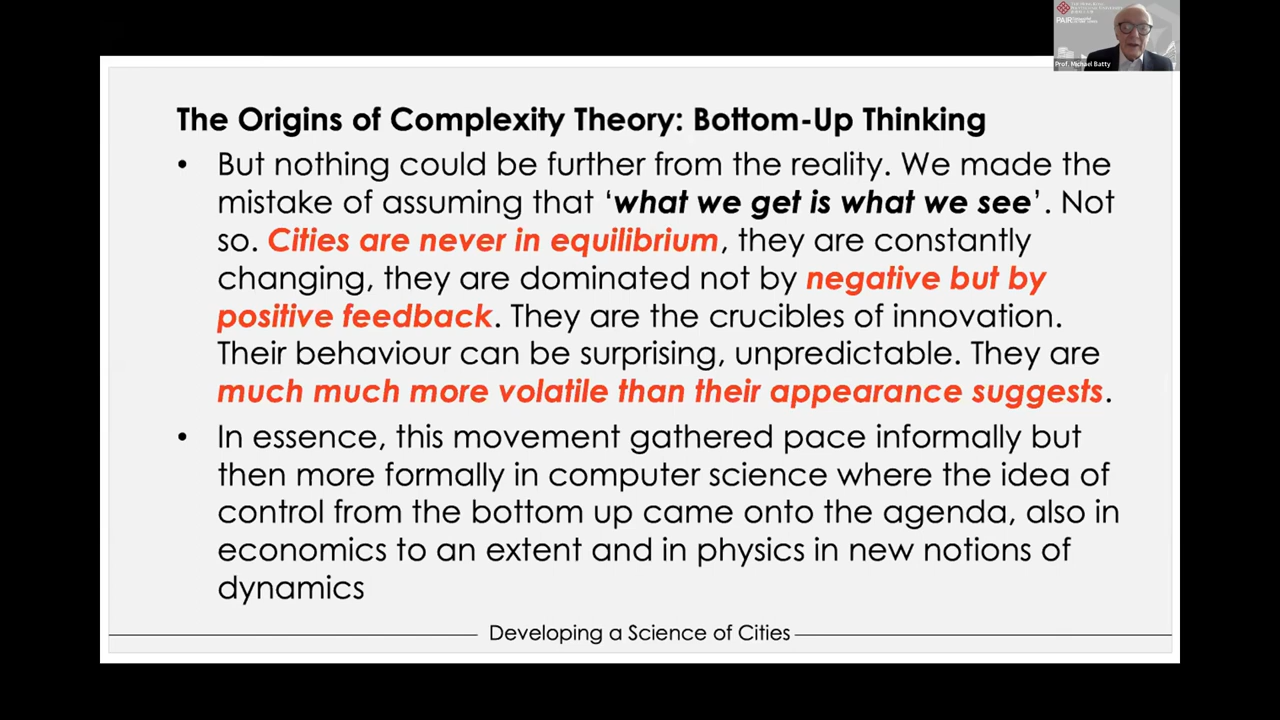 PAIR
Prof. Michael Batty
The Origins of Complexity Theory: Bottom-Up Thinking
• But nothing could be further from the reality. We made the
mistake of assuming that ‘what we get is what we see’. Not
so. Cities are never in equilibrium, they are constantly
changing, they are dominated not by negative but by
positive feedback. They are the crucibles of innovation.
Their behaviour can be surprising, unpredictable. They are
much much more volatile than their appearance suggests.
• In essence, this movement gathered pace informally but
then more formally in computer science where the idea of
control from the bottom up came onto the agenda, also in
economics to an extent and in physics in new notions of
dynamics
Developing a Science of Cities